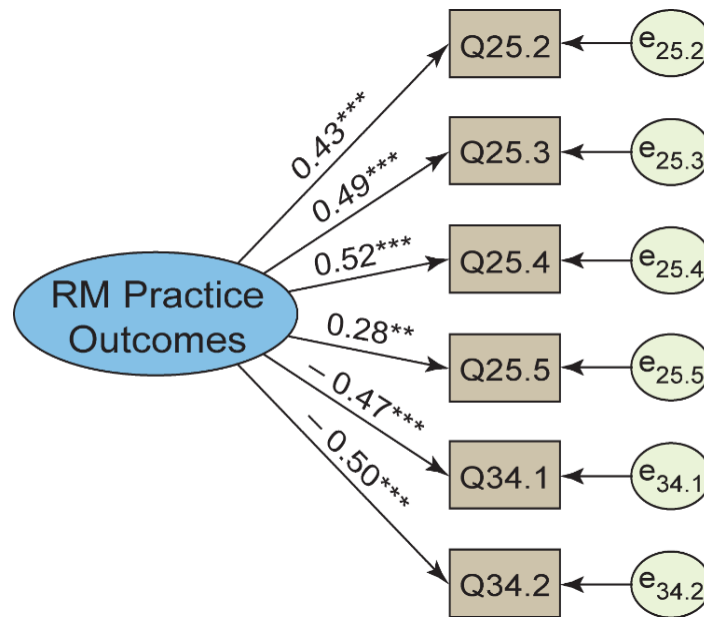 Q25.2
e25.2
0.43***
Q25.3
e25.3
0.49***
Q25.4
e25.4
0.52***
RM Practice
Outcomes
0.28**
Q25.5
e25.5
– 0.47***
Q34.1
e34.1
– 0.50***
Q34.2
e34.2